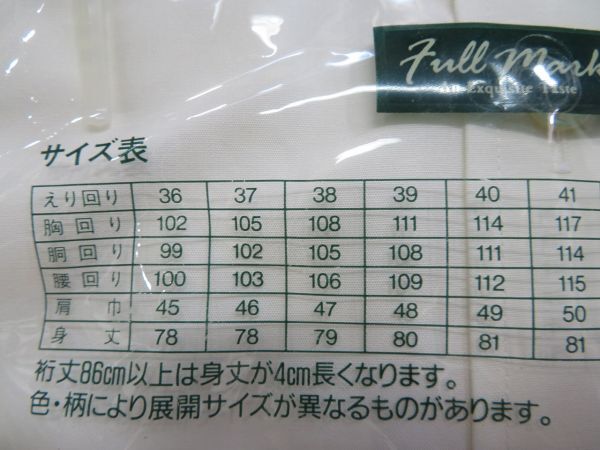 Full Mark
An Exquisite Taste
サイズ表
えり回り 36 37 38 39 40 41
胸回り 102 105 108 111 114 117
胴回り 99 102 105 108 111 114
腰回り 100 103 106 109 112 115
肩巾 45 46 47 48 49 50
身丈 78 78 79 80 81 81
裄丈86cm以上は身丈が4cm長くなります。
色・柄により展開サイズが異なるものがあります。